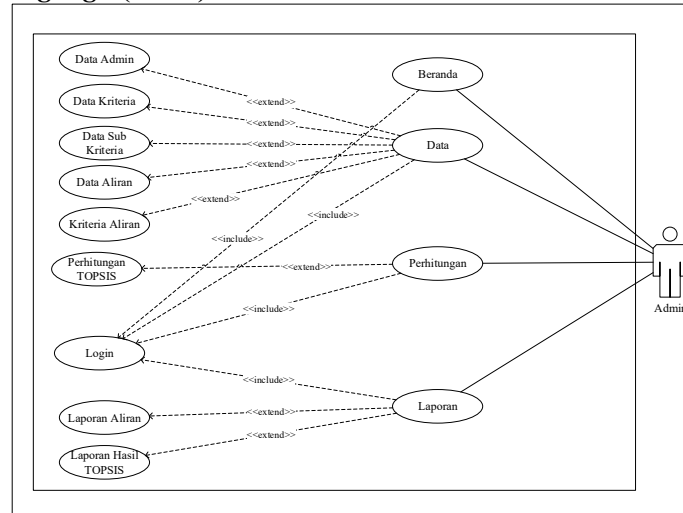 Data Admin
Beranda
Data Kriteria
<<extend>>
<<extend>>
Data Sub
Kriteria
<<extend>>
Data
Data Aliran
<<extend>>
Kriteria Aliran
<<extend>>
<<include>>
<<include>>
Perhitungan
TOPSIS
<<extend>>
Perhitungan
Admin
<<include>>
Login
<<include>>
Laporan
Laporan Aliran
<<extend>>
<<extend>>
Laporan Hasil
TOPSIS